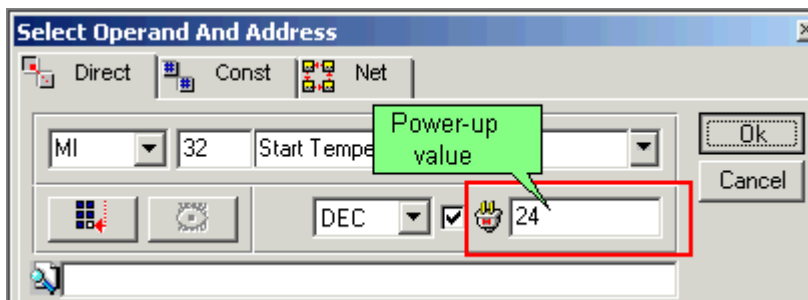 Select Operand And Address
Direct Const Net
Power-up
value
MI 32 Start Tempe
Ok
Cancel
DEC 24